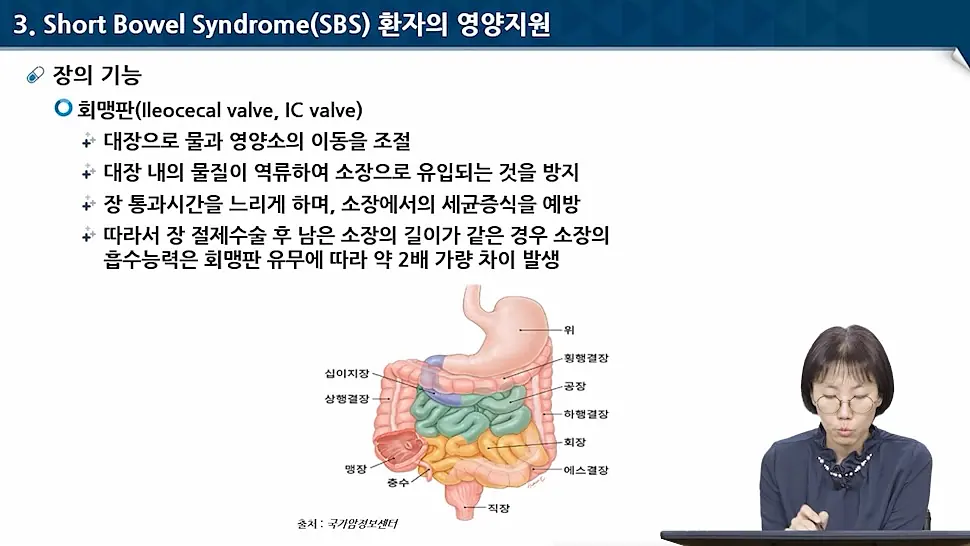 3. Short Bowel Syndrome(SBS) 환자의 영양지원
장의 기능
회맹판(Ileocecal valve, IC valve)
대장으로 물과 영양소의 이동을 조절
대장 내의 물질이 역류하여 소장으로 유입되는 것을 방지
장 통과시간을 느리게 하며, 소장에서의 세균증식을 예방
따라서 장 절제수술 후 남은 소장의 길이가 같은 경우 소장의
흡수능력은 회맹판 유무에 따라 약 2배 가량 차이 발생
위
횡행결장
십이지장
공장
상행결장
하행결장
회장
맹장
에스결장
충수
직장
출처 : 국가암정보센터